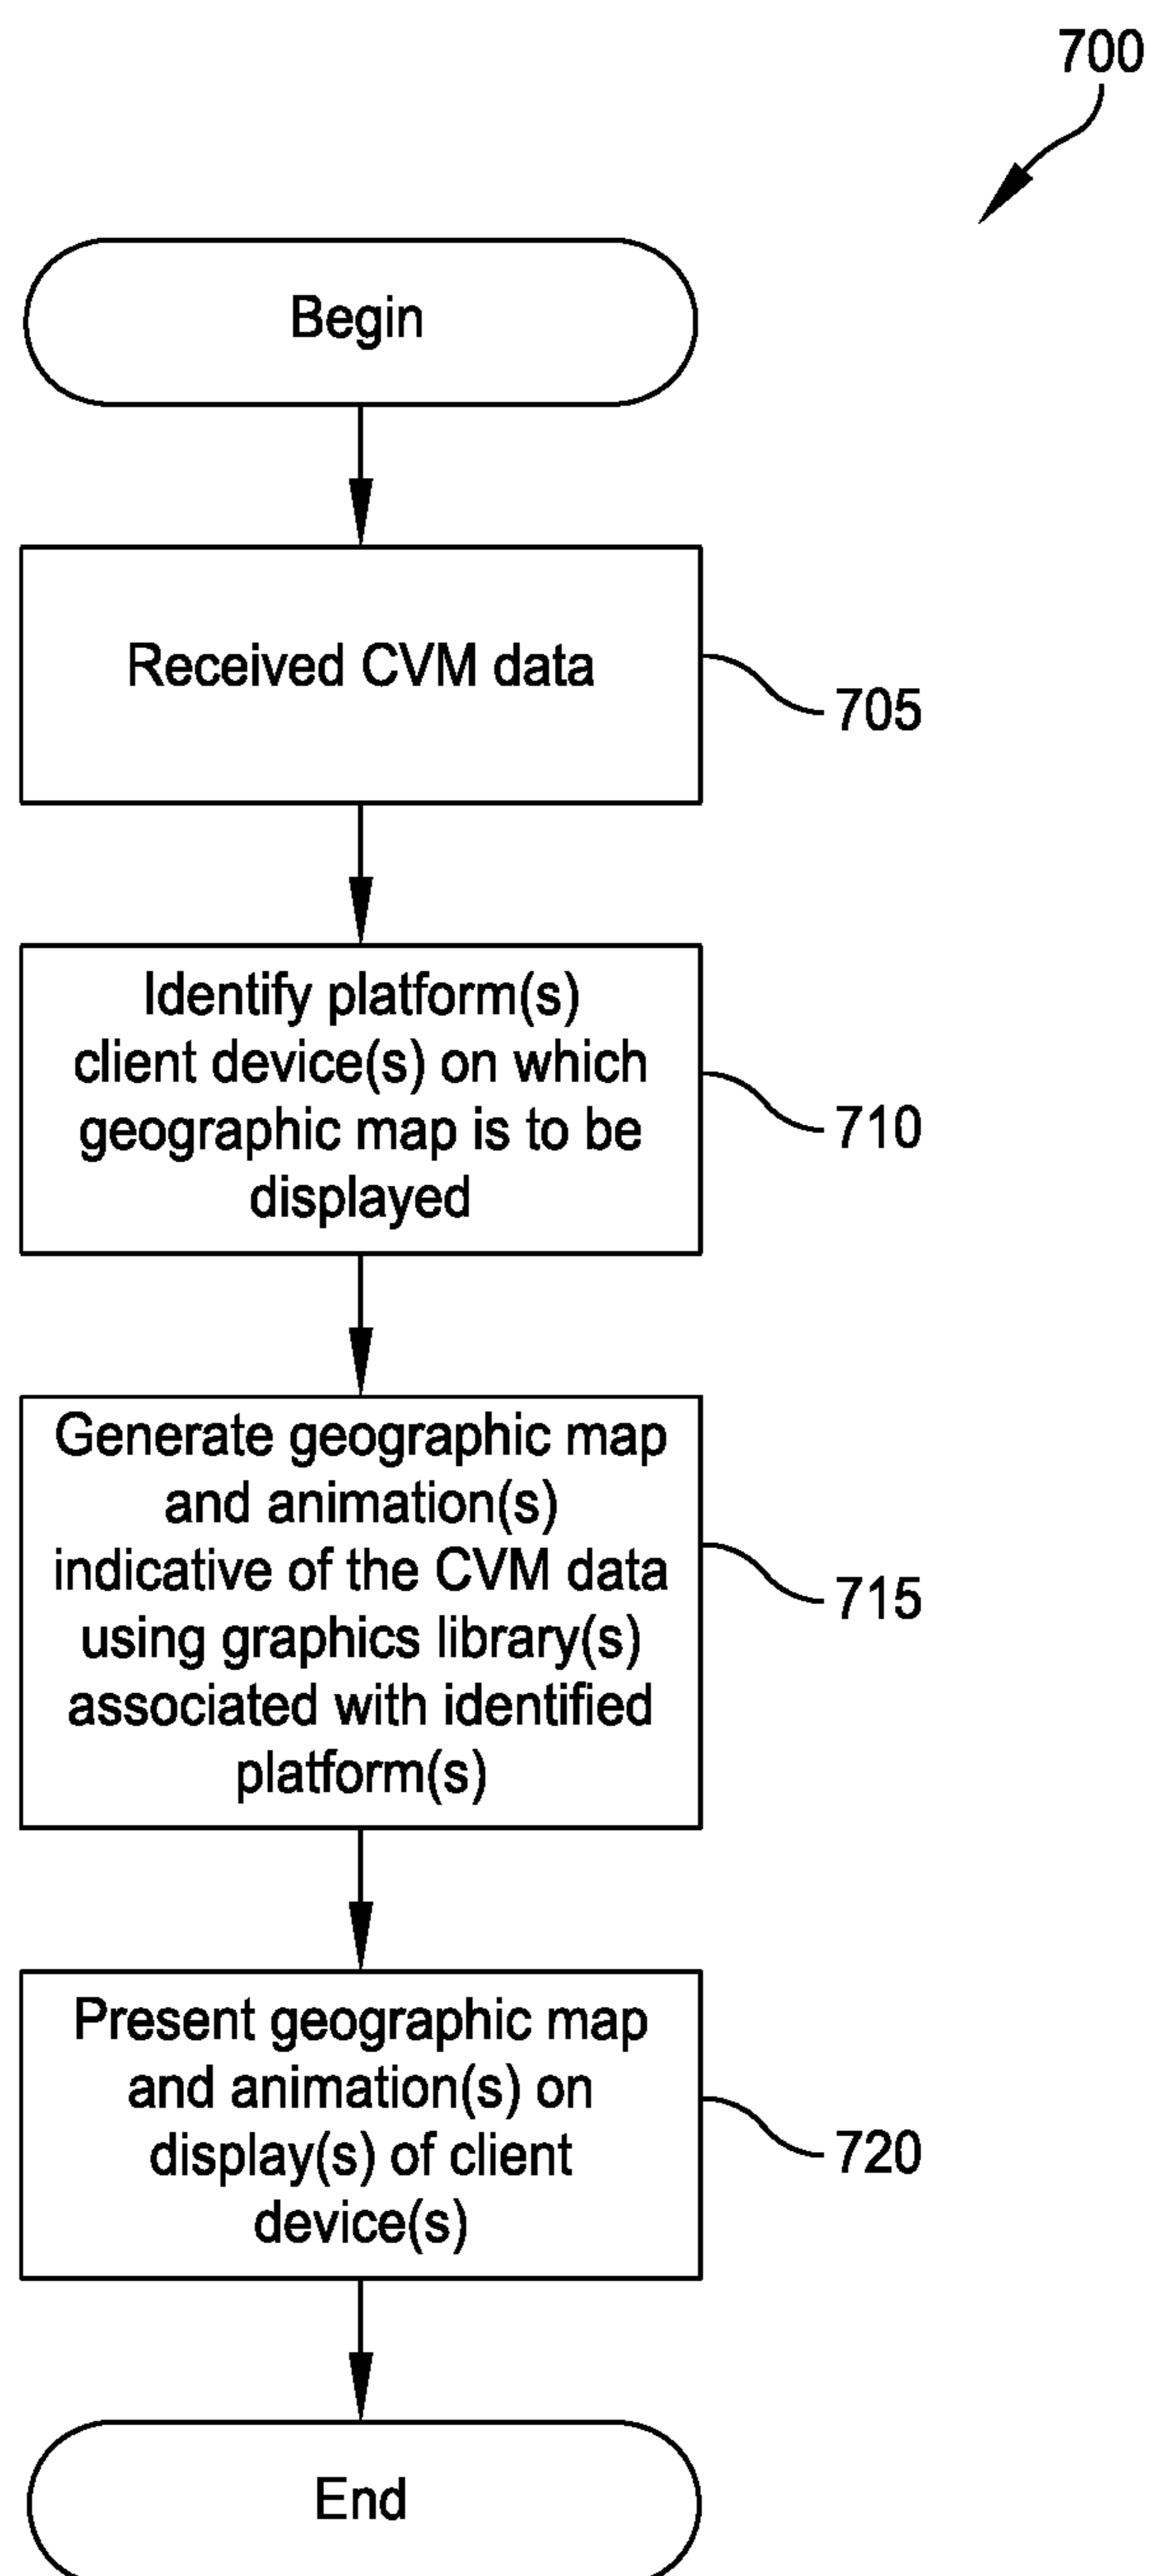 700
Begin
Received CVM data
705
Identify platform(s)
client device(s) on which
geographic map is to be
displayed
710
Generate geographic map
and animation(s)
indicative of the CVM data
using graphics library(s)
associated with identified
platform(s)
715
Present geographic map
and animation(s) on
display(s) of client
device(s)
720
End